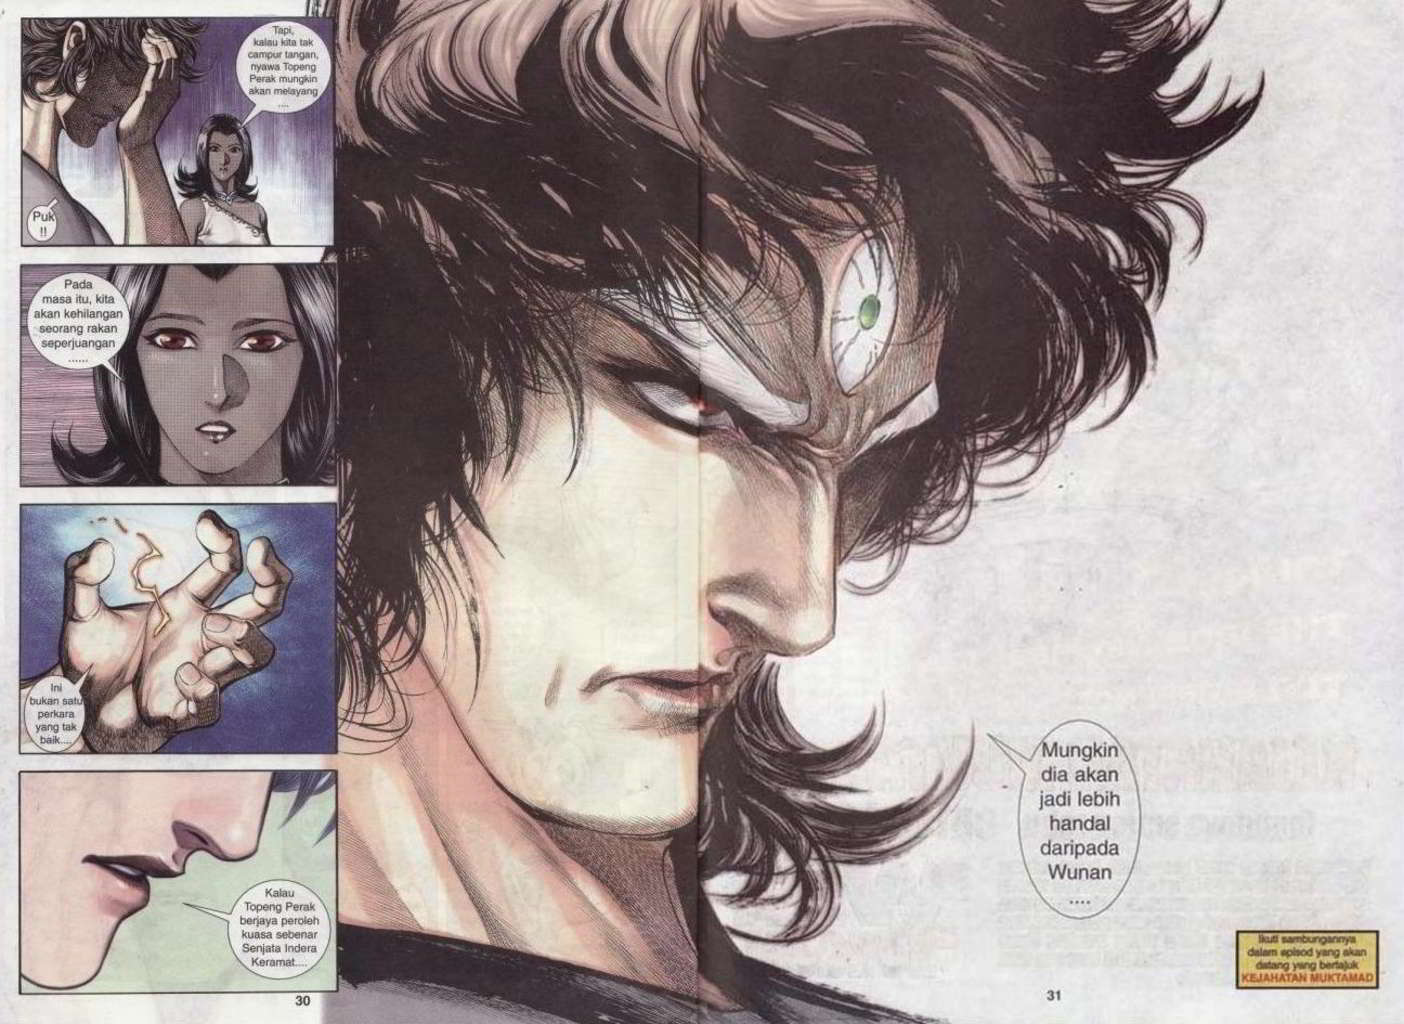 Tapi,
kalau kita tak
campur tangan,
nyawa Topeng
Perak mungkin
akan melayang
....
Puk
!!
Pada
masa itu, kita
akan kehilangan
seorang rakan
seperjuangan
......
Ini
bukan satu
perkara
yang tak
baik....
Kalau
Topeng Perak
berjaya peroleh
kuasa sebenar
Senjata Indera
Keramat....
30
Mungkin
dia akan
jadi lebih
handal
daripada
Wunan
....
Ikuti sambungannya
dalam episod yang akan
datang yang bertajuk
KEJAHATAN MUKTAMAD
31